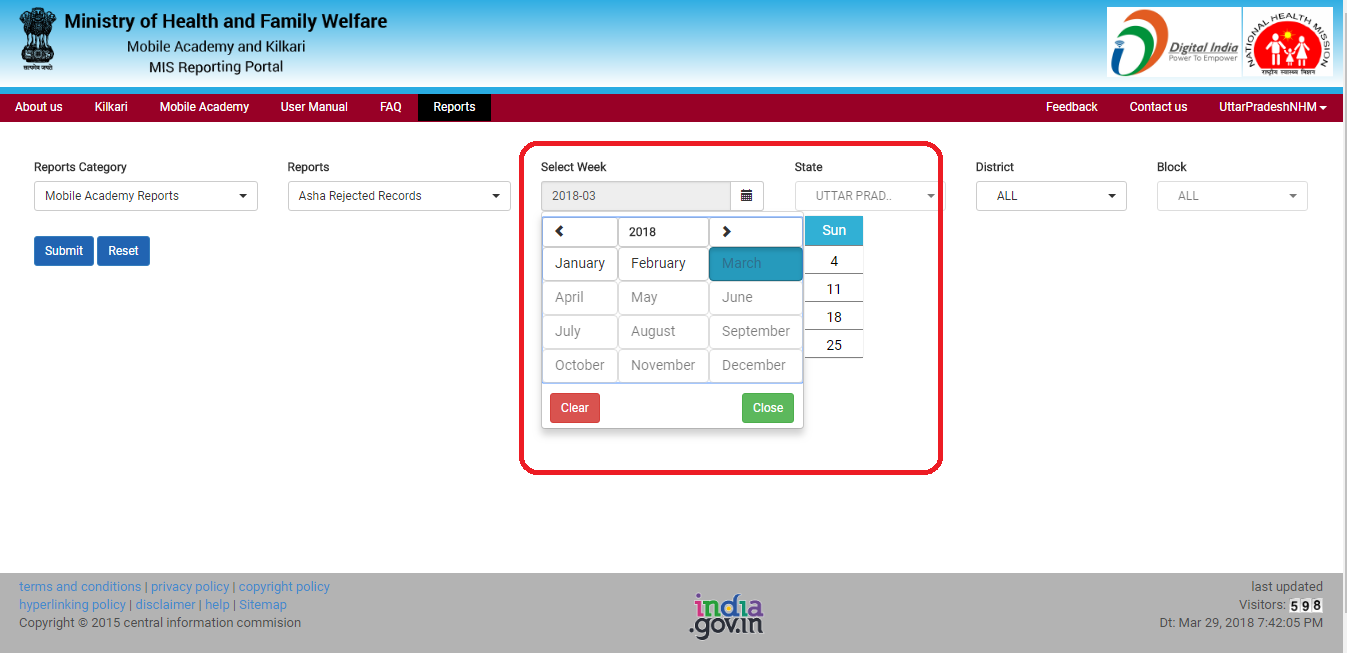 Ministry of Health and Family Welfare
Mobile Academy and Kilkari
MIS Reporting Portal
सत्यमेव जयते
Digital India
Power To Empower
NATIONAL HEALTH MISSION
राष्ट्रीय स्वास्थ्य मिशन
About us Kilkari Mobile Academy User Manual FAQ Reports Feedback Contact us UttarPradeshNHM
Reports Category Reports Select Week State District Block
Mobile Academy Reports Asha Rejected Records 2018-03 UTTAR PRAD.. ALL ALL
Submit Reset
2018 Sun
January February March 4
April May June 11
July August September 18
October November December 25
Clear Close
terms and conditions | privacy policy | copyright policy
hyperlinking policy | disclaimer | help | Sitemap
Copyright © 2015 central information commision
india
.gov.in
last updated
Visitors: 598
Dt: Mar 29, 2018 7:42:05 PM